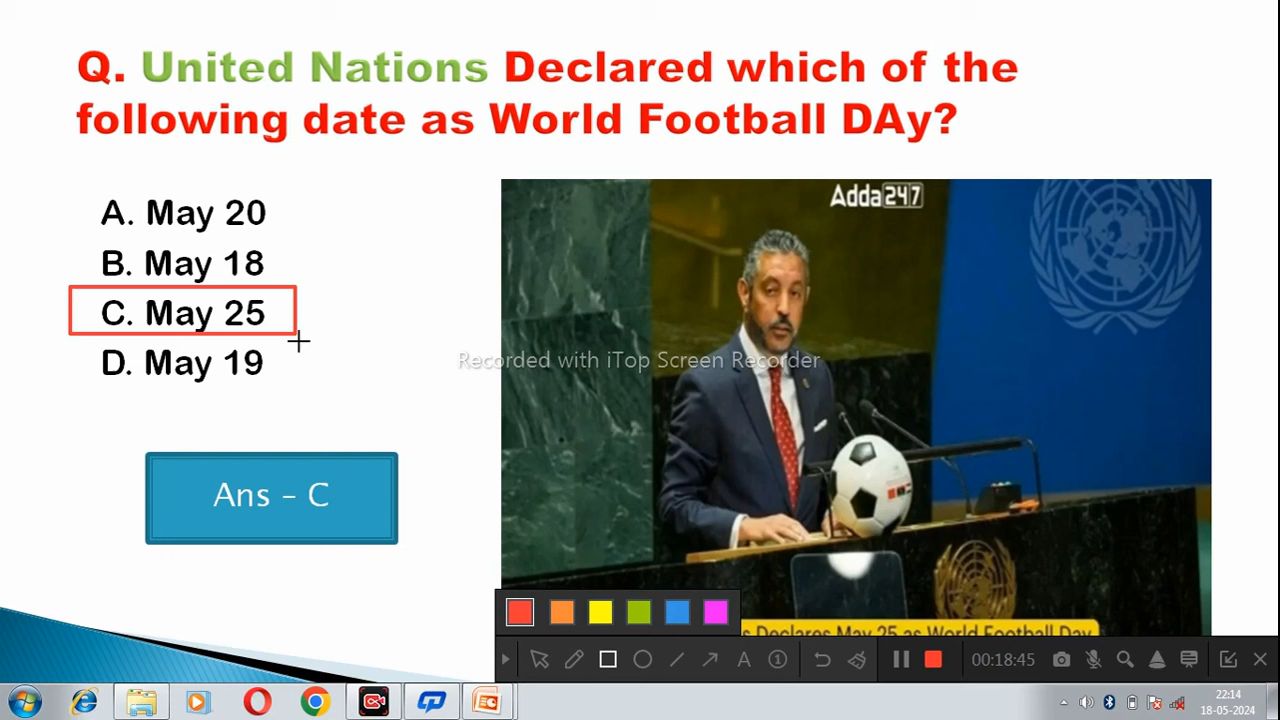 Q. United Nations Declared which of the
following date as World Football DAy?
A. May 20
B. May 18
C. May 25
D. May 19
Ans – C
Adda247
Recorded with iTop Screen Recorder
s Declares May 25 as World Football Day
A
1
00:18:45
22:14
18-05-2024